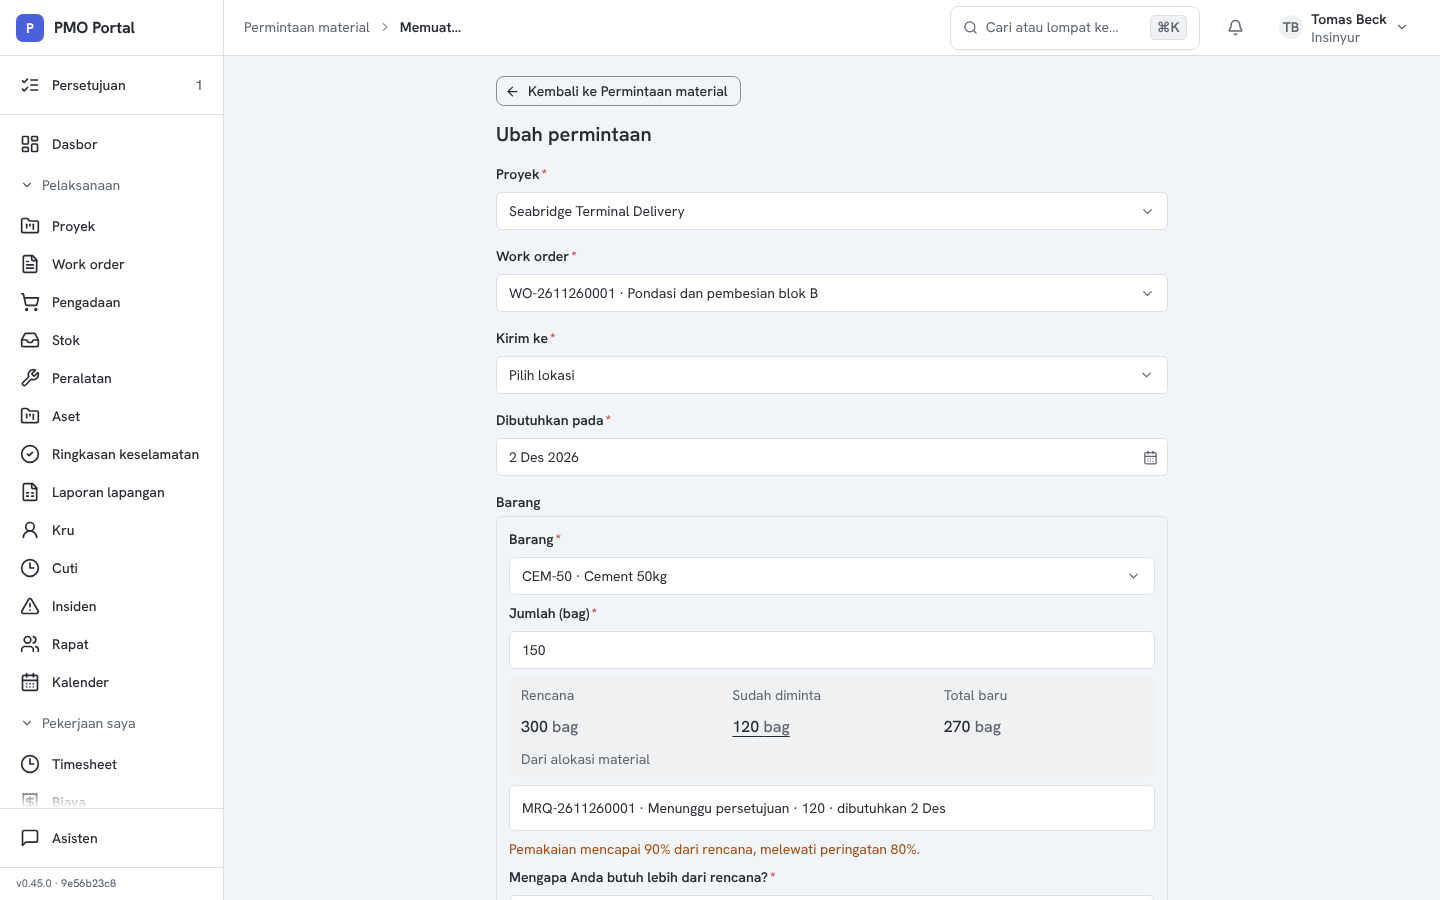 P PMO Portal
Permintaan material > Memuat...
Cari atau lompat ke... ⌘K
TB Tomas Beck
Insinyur
Persetujuan 1
Dasbor
Pelaksanaan
Proyek
Work order
Pengadaan
Stok
Peralatan
Aset
Ringkasan keselamatan
Laporan lapangan
Kru
Cuti
Insiden
Rapat
Kalender
Pekerjaan saya
Timesheet
Biaya
Asisten
v0.45.0 · 9e56b23c8
Kembali ke Permintaan material
Ubah permintaan
Proyek*
Seabridge Terminal Delivery
Work order*
WO-2611260001 · Pondasi dan pembesian blok B
Kirim ke*
Pilih lokasi
Dibutuhkan pada*
2 Des 2026
Barang
Barang*
CEM-50 · Cement 50kg
Jumlah (bag)*
150
Rencana Sudah diminta Total baru
300 bag 120 bag 270 bag
Dari alokasi material
MRQ-2611260001 · Menunggu persetujuan · 120 · dibutuhkan 2 Des
Pemakaian mencapai 90% dari rencana, melewati peringatan 80%.
Mengapa Anda butuh lebih dari rencana?*